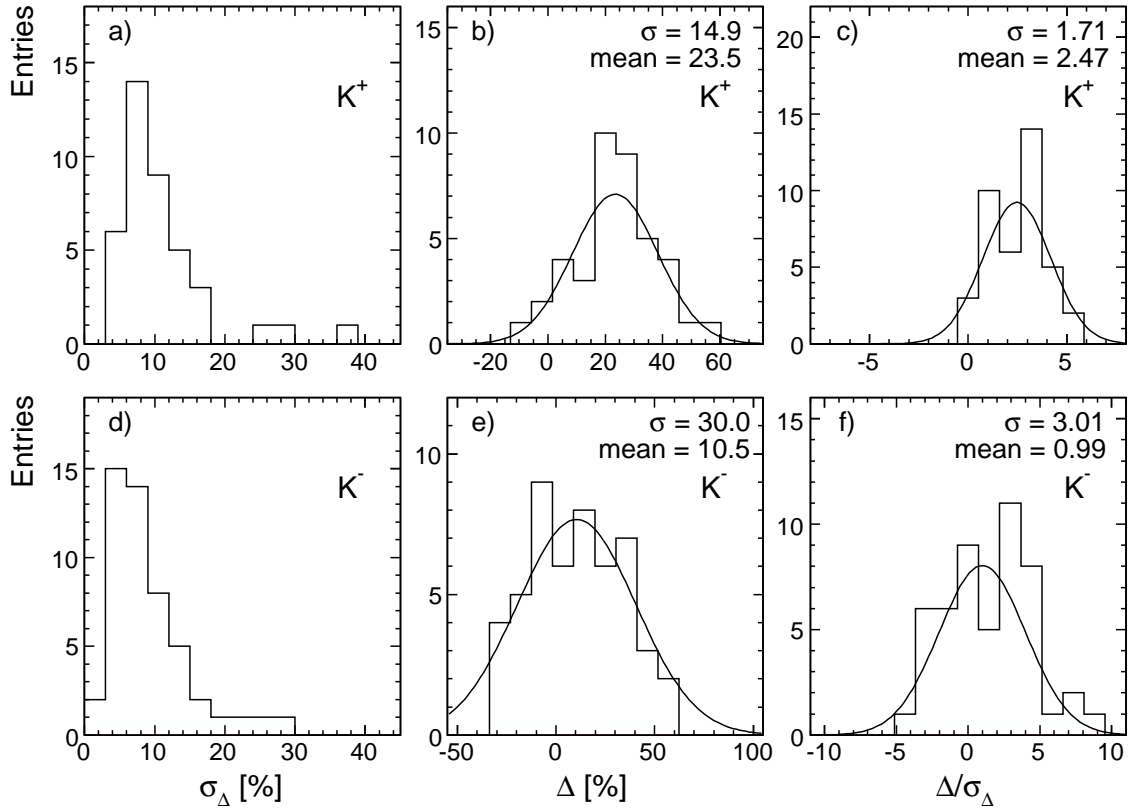 a)
K+
Entries
0
5
10
15
b)
σ = 14.9
mean = 23.5
K+
0
5
10
15
-20 0 20 40 60
c)
σ = 1.71
mean = 2.47
K+
0
5
10
15
20
-5 0 5
d)
K-
Entries
0
5
10
15
0 10 20 30 40
0 10 20 30 40
σΔ [%]
e)
σ = 30.0
mean = 10.5
K-
0
5
10
-50 0 50 100
Δ [%]
f)
σ = 3.01
mean = 0.99
K-
0
5
10
15
-10 -5 0 5 10
Δ/σΔ